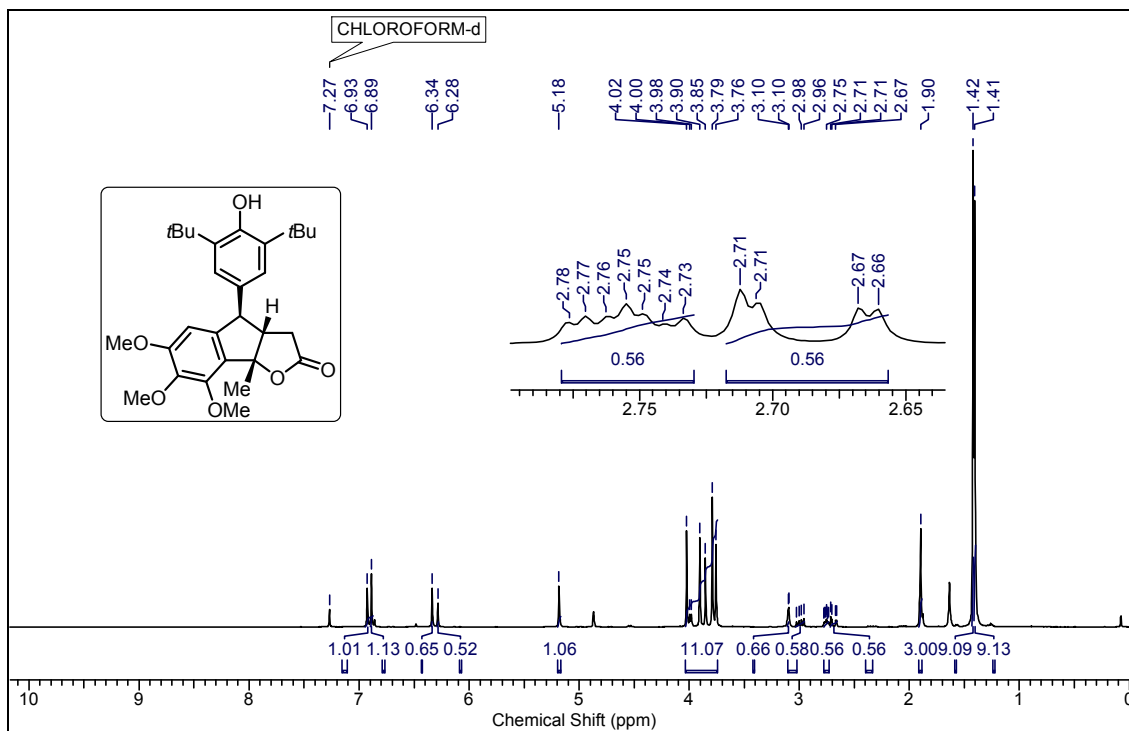 CHLOROFORM-d
7.27
6.93
6.89
6.34
6.28
5.18
4.02
4.00
3.98
3.90
3.85
3.79
3.76
3.10
3.10
2.98
2.96
2.75
2.71
2.71
2.67
1.90
1.42
1.41
OH
tBu tBu
H
MeO
MeO
OMe
Me
O
O
2.78
2.77
2.76
2.75
2.75
2.74
2.73
2.71
2.71
2.67
2.66
0.56 0.56
2.75 2.70 2.65
1.01 1.13 0.65 0.52 1.06 11.07 0.66 0.58 0.56 0.56 3.00 9.09 9.13
10 9 8 7 6 5 4 3 2 1 0
Chemical Shift (ppm)